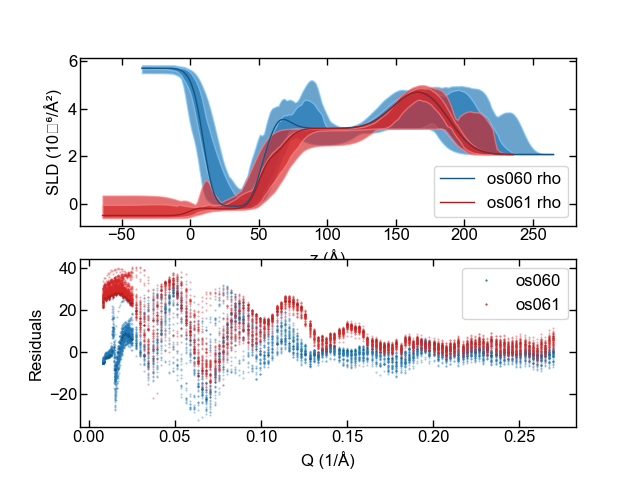 6
4
2
0
SLD (10⁻⁶/Å²)
−50
0
50
100
150
200
250
z (Å)
os060 rho
os061 rho
40
20
0
−20
Residuals
os060
os061
0.00
0.05
0.10
0.15
0.20
0.25
Q (1/Å)